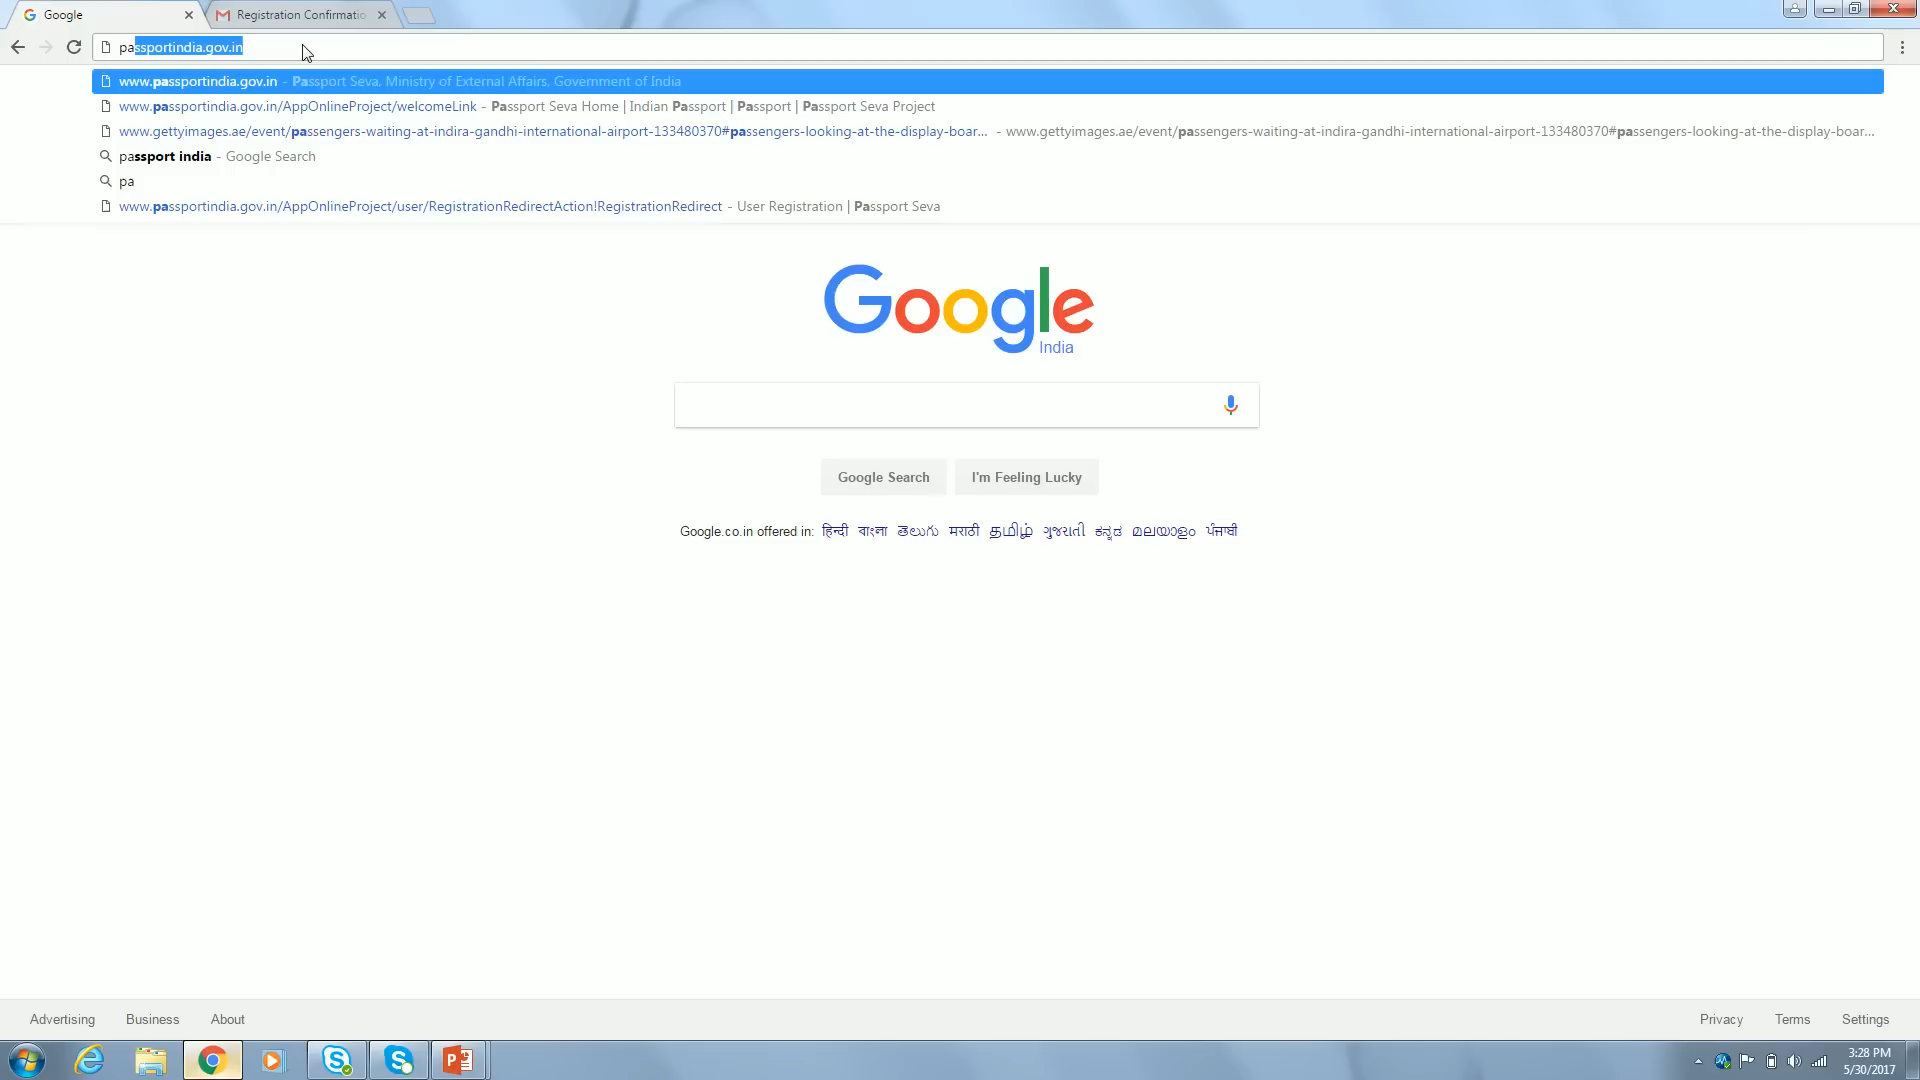 Google
Registration Confirmatio
passportindia.gov.in
www.passportindia.gov.in - Passport Seva, Ministry of External Affairs, Government of India
www.passportindia.gov.in/AppOnlineProject/welcomeLink - Passport Seva Home | Indian Passport | Passport | Passport Seva Project
www.gettyimages.ae/event/passengers-waiting-at-indira-gandhi-international-airport-133480370#passengers-looking-at-the-display-boar... - www.gettyimages.ae/event/passengers-waiting-at-indira-gandhi-international-airport-133480370#passengers-looking-at-the-display-boar...
passport india - Google Search
pa
www.passportindia.gov.in/AppOnlineProject/user/RegistrationRedirectAction!RegistrationRedirect - User Registration | Passport Seva
Google
India
Google Search
I'm Feeling Lucky
Google.co.in offered in: हिन्दी বাংলা తెలుగు मराठी தமிழ் ગુજરાતી ಕನ್ನಡ മലയാളം ਪੰਜਾਬੀ
Advertising Business About
Privacy Terms Settings
3:28 PM
5/30/2017